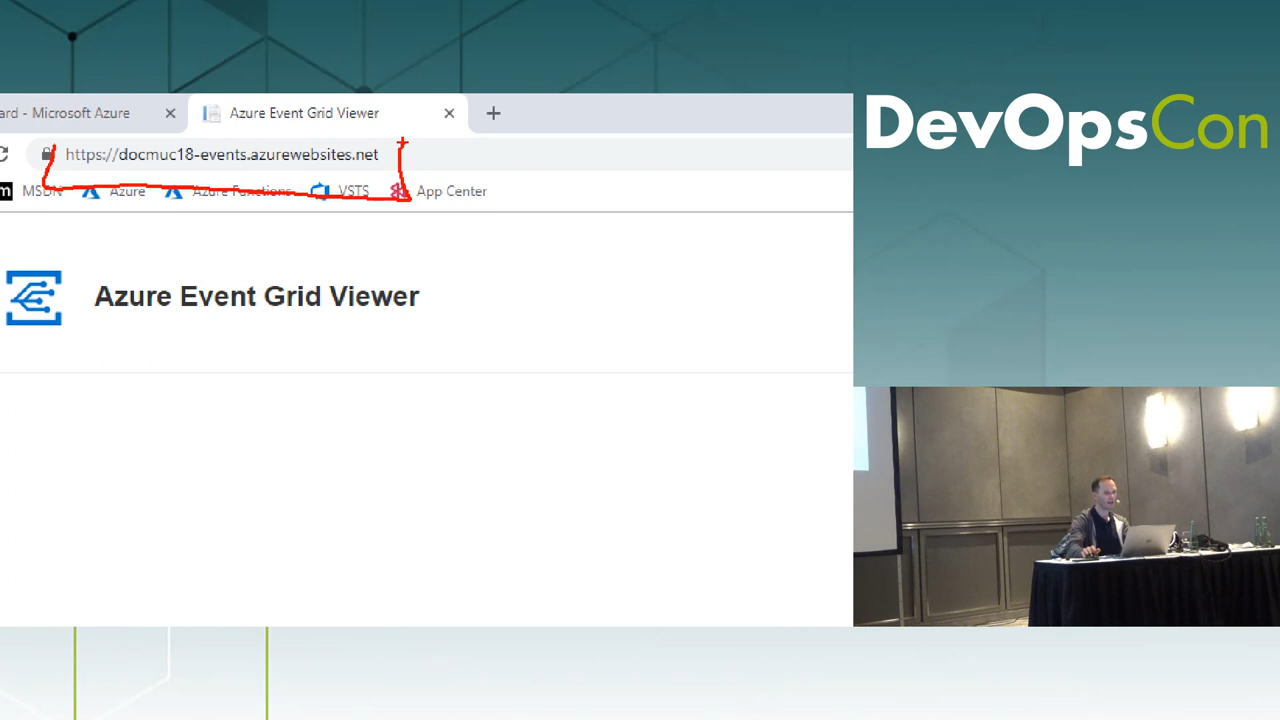 DevOpsCon
ard - Microsoft Azure
Azure Event Grid Viewer
https://docmuc18-events.azurewebsites.net
m MSDN Azure Azure Functions VSTS App Center
Azure Event Grid Viewer